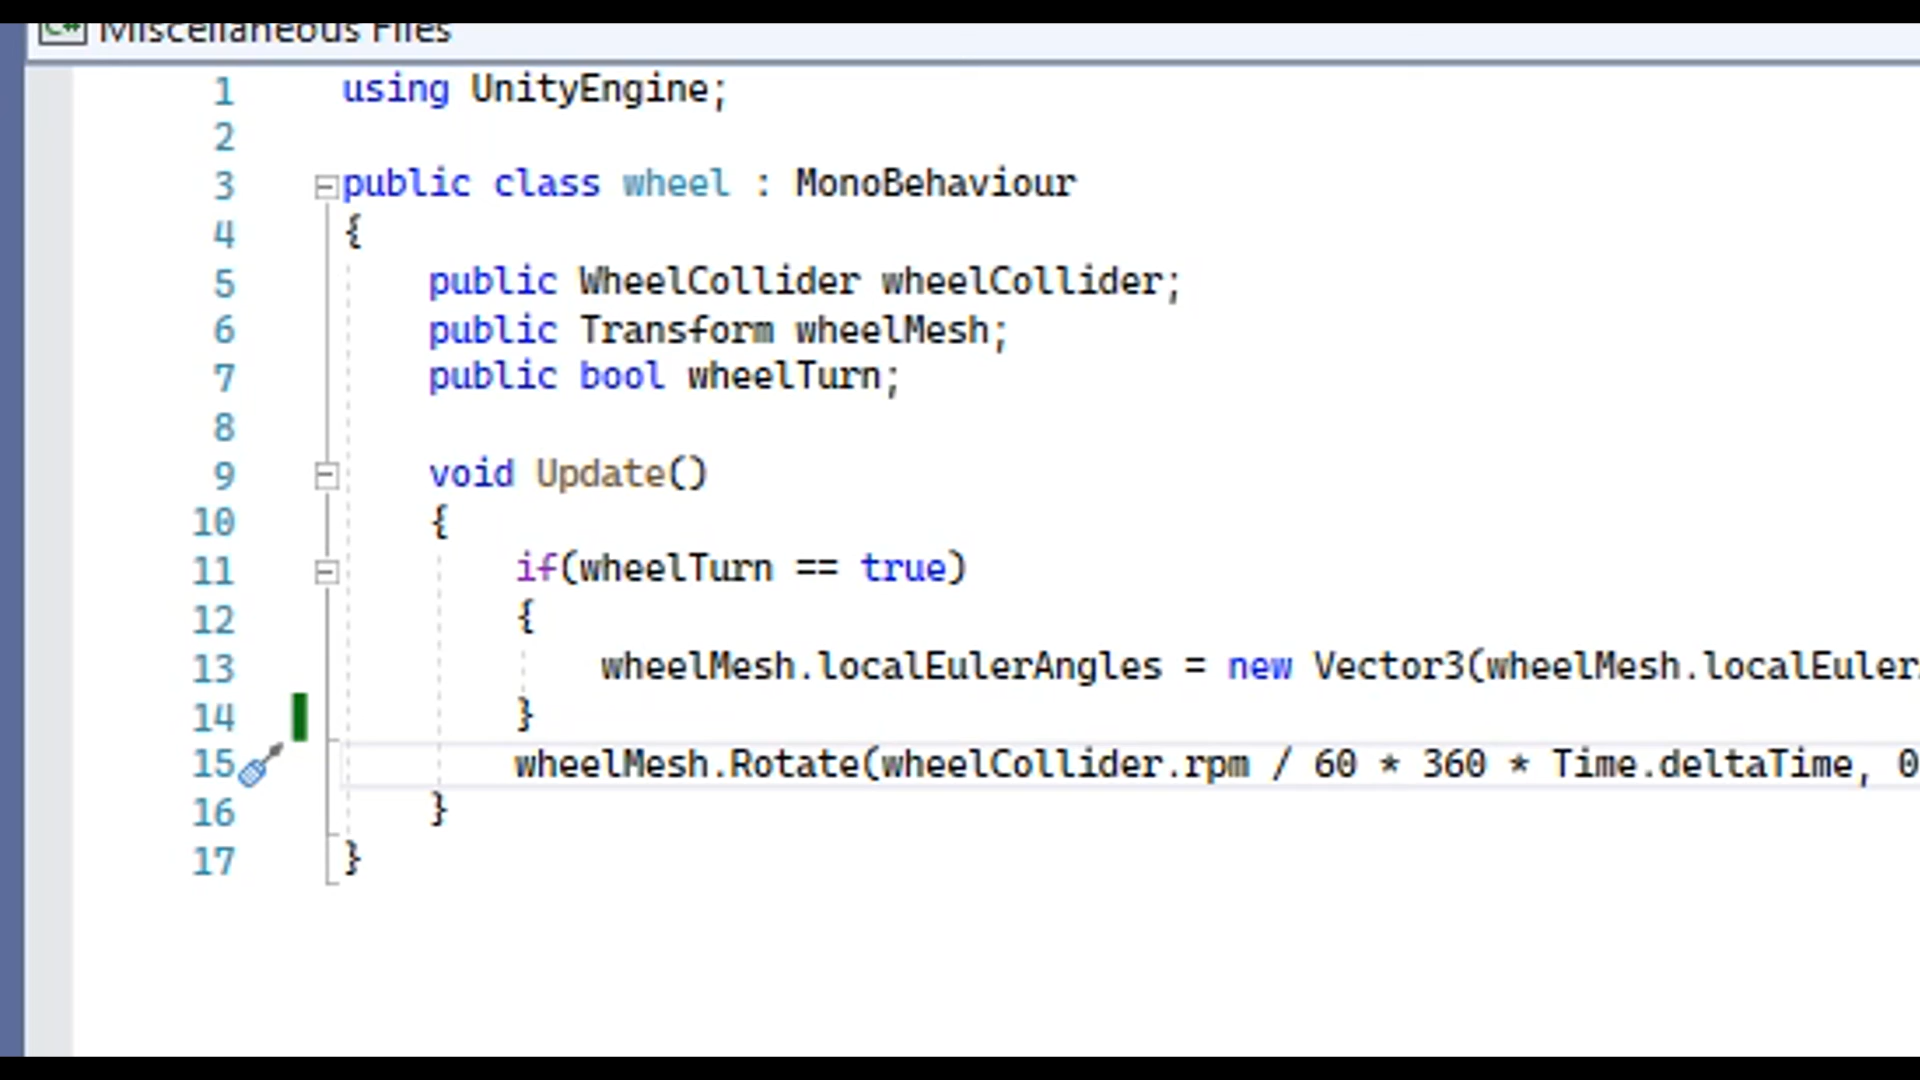 C# Miscellaneous Files
1 using UnityEngine;
2
3 public class wheel : MonoBehaviour
4 {
5 public WheelCollider wheelCollider;
6 public Transform wheelMesh;
7 public bool wheelTurn;
8
9 void Update()
10 {
11 if(wheelTurn == true)
12 {
13 wheelMesh.localEulerAngles = new Vector3(wheelMesh.localEuler
14 }
15 wheelMesh.Rotate(wheelCollider.rpm / 60 * 360 * Time.deltaTime, 0
16 }
17 }